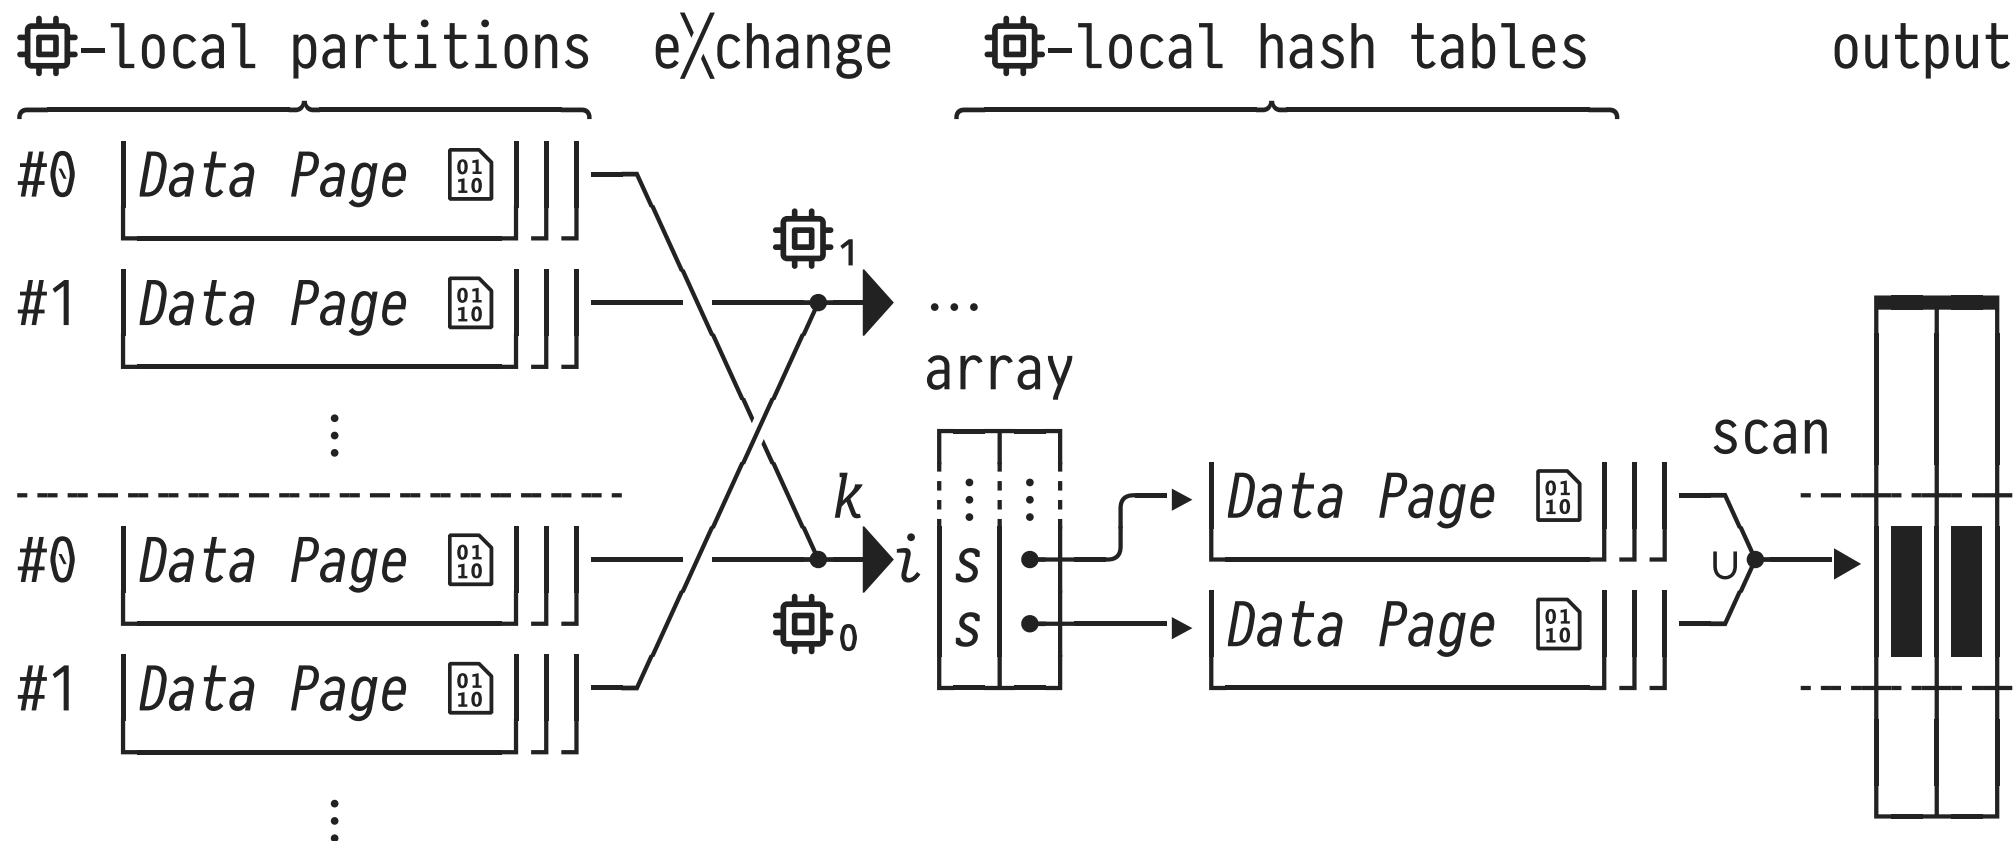 -local partitions
eXchange
-local hash tables
output
#0 Data Page 01 10
1
#1 Data Page 01 10
...
array
⋮
scan
k
⋮ ⋮
Data Page 01 10
#0 Data Page 01 10
i s
∪
0
s
Data Page 01 10
#1 Data Page 01 10
⋮